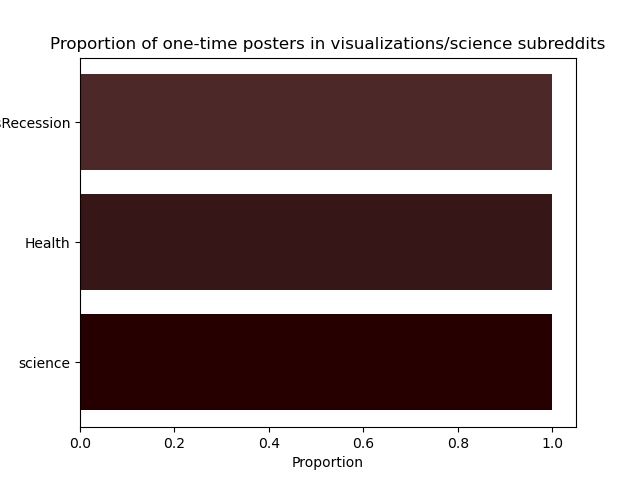 Proportion of one-time posters in visualizations/science subreddits
sRecession
Health
science
0.0 0.2 0.4 0.6 0.8 1.0
Proportion